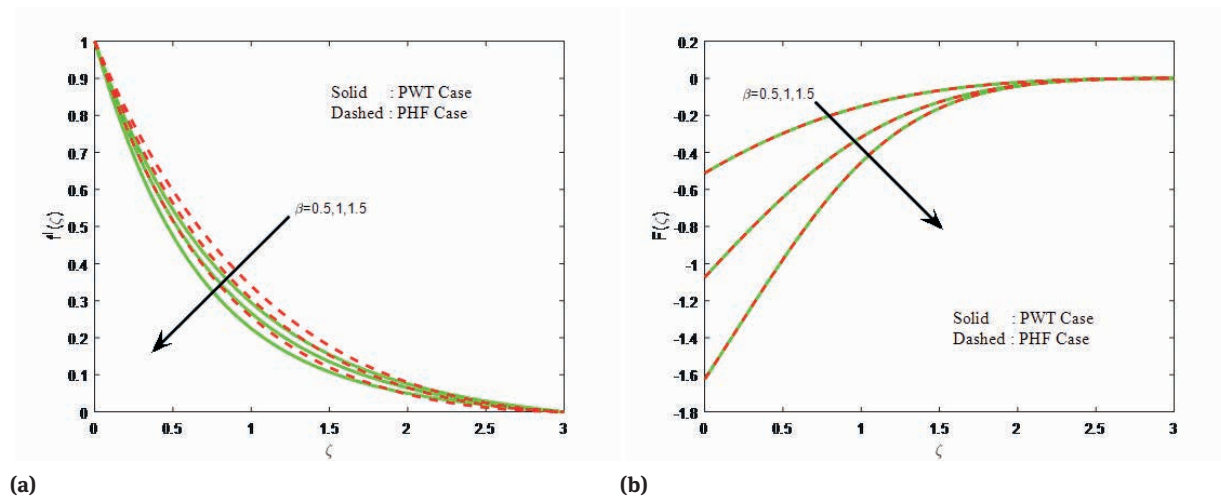 1
0.9
0.8
0.7
0.6
0.5
0.4
0.3
0.2
0.1
0
f'(ζ)
Solid : PWT Case
Dashed : PHF Case
β=0.5,1,1.5
0 0.5 1 1.5 2 2.5 3
ζ
(a)
0.2
0
-0.2
-0.4
-0.6
-0.8
-1
-1.2
-1.4
-1.6
-1.8
F(ζ)
β=0.5,1,1.5
Solid : PWT Case
Dashed : PHF Case
0 0.5 1 1.5 2 2.5 3
ζ
(b)